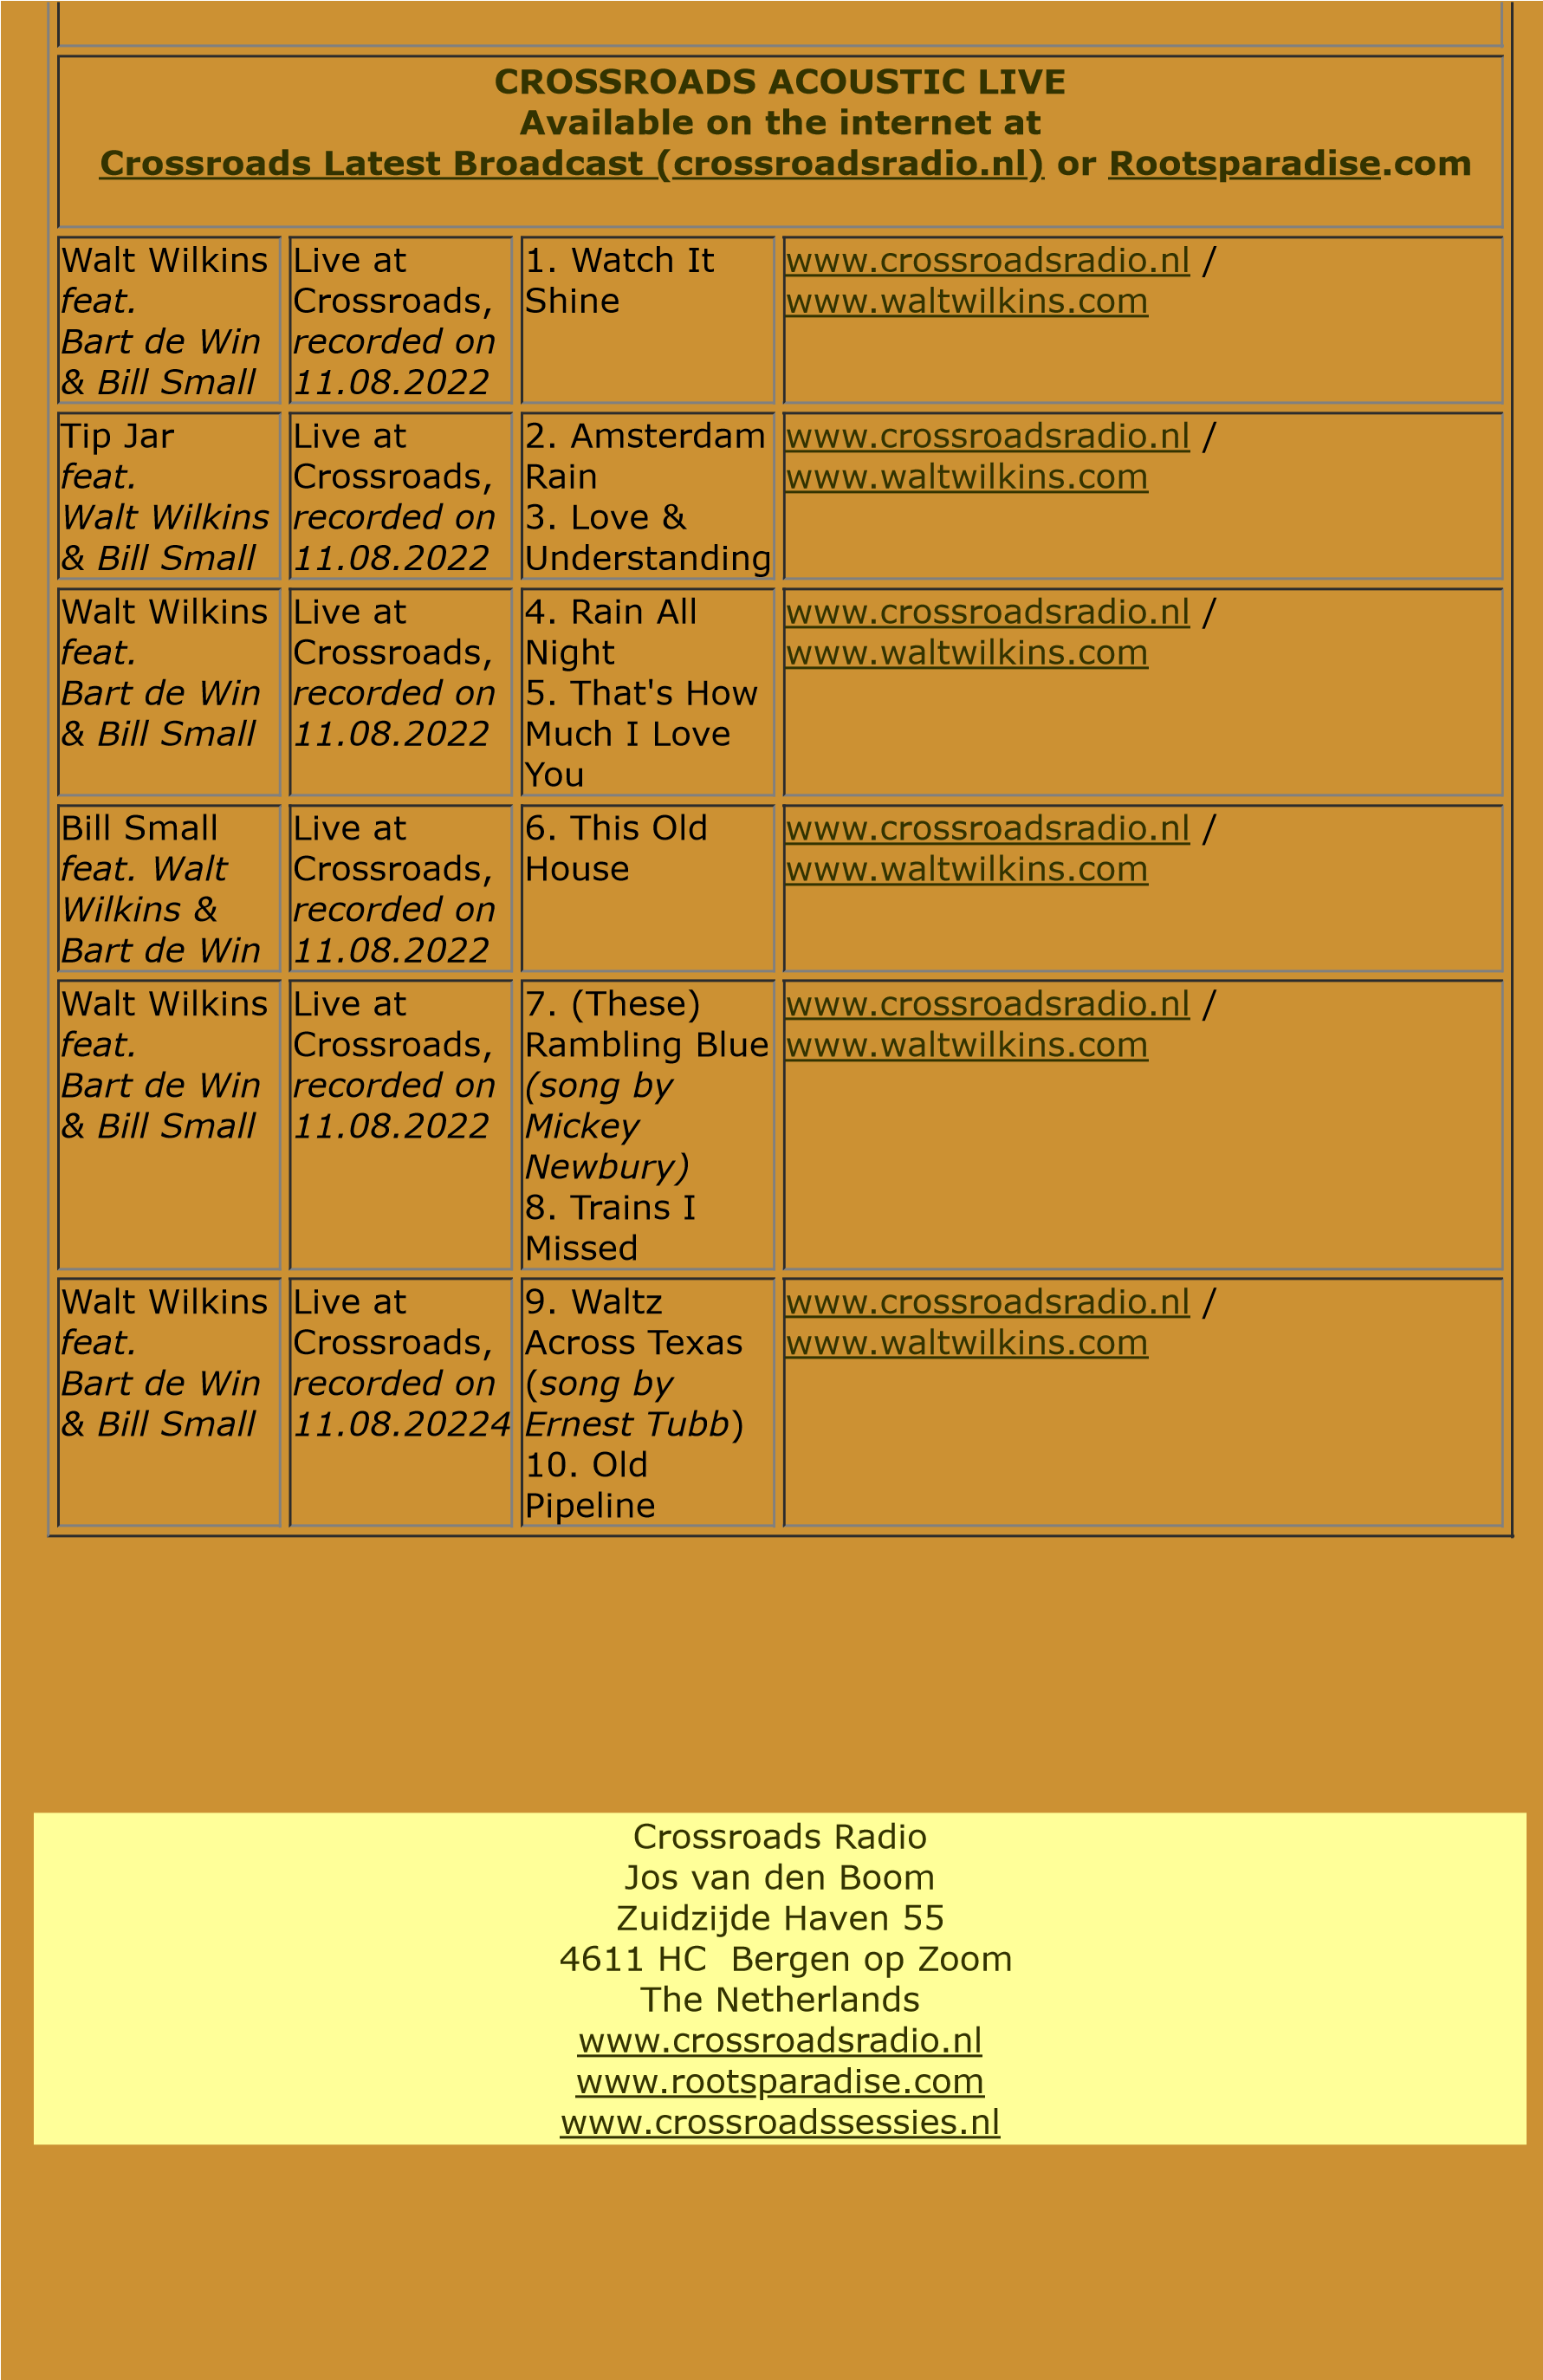 CROSSROADS ACOUSTIC LIVE
Available on the internet at
Crossroads Latest Broadcast (crossroadsradio.nl) or Rootsparadise.com
Walt Wilkins
feat.
Bart de Win
& Bill Small
Live at
Crossroads,
recorded on
11.08.2022
1. Watch It
Shine
www.crossroadsradio.nl /
www.waltwilkins.com
Tip Jar
feat.
Walt Wilkins
& Bill Small
Live at
Crossroads,
recorded on
11.08.2022
2. Amsterdam
Rain
3. Love &
Understanding
www.crossroadsradio.nl /
www.waltwilkins.com
Walt Wilkins
feat.
Bart de Win
& Bill Small
Live at
Crossroads,
recorded on
11.08.2022
4. Rain All
Night
5. That's How
Much I Love
You
www.crossroadsradio.nl /
www.waltwilkins.com
Bill Small
feat. Walt
Wilkins &
Bart de Win
Live at
Crossroads,
recorded on
11.08.2022
6. This Old
House
www.crossroadsradio.nl /
www.waltwilkins.com
Walt Wilkins
feat.
Bart de Win
& Bill Small
Live at
Crossroads,
recorded on
11.08.2022
7. (These)
Rambling Blue
(song by
Mickey
Newbury)
8. Trains I
Missed
www.crossroadsradio.nl /
www.waltwilkins.com
Walt Wilkins
feat.
Bart de Win
& Bill Small
Live at
Crossroads,
recorded on
11.08.20224
9. Waltz
Across Texas
(song by
Ernest Tubb)
10. Old
Pipeline
www.crossroadsradio.nl /
www.waltwilkins.com
Crossroads Radio
Jos van den Boom
Zuidzijde Haven 55
4611 HC  Bergen op Zoom
The Netherlands
www.crossroadsradio.nl
www.rootsparadise.com
www.crossroadssessies.nl